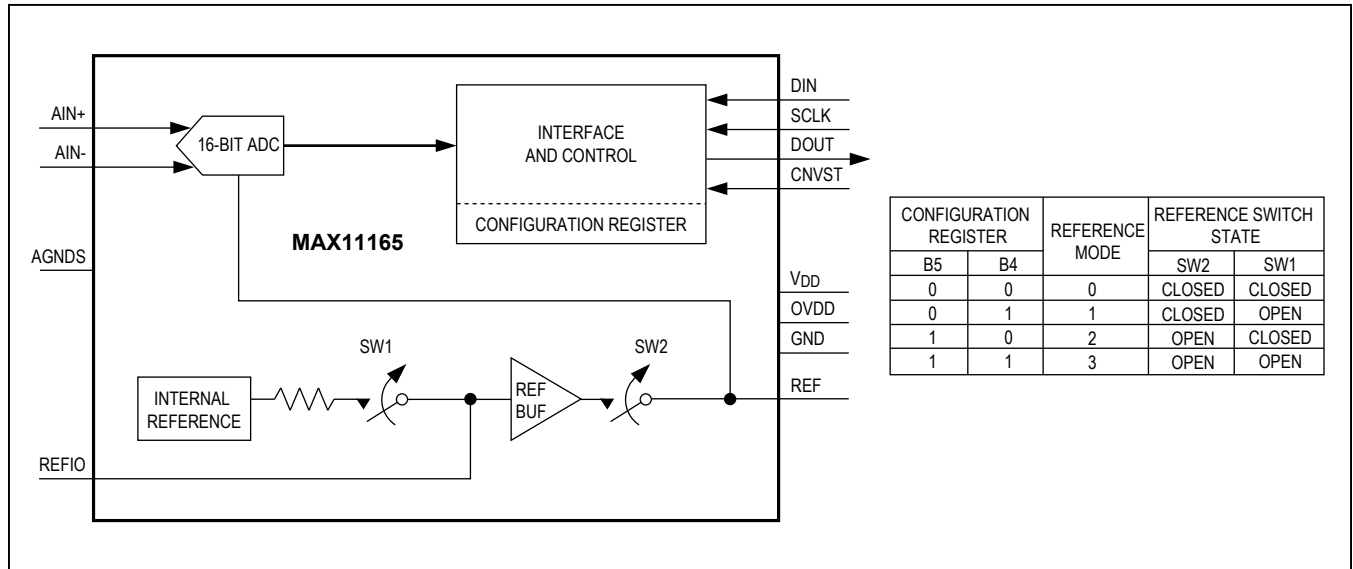 AIN+
AIN-
16-BIT ADC
INTERFACE
AND CONTROL
CONFIGURATION REGISTER
DIN
SCLK
DOUT
CNVST
MAX11165
AGNDS
VDD
OVDD
GND
REF
SW1
SW2
INTERNAL
REFERENCE
REF
BUF
REFIO
CONFIGURATION REGISTER
REFERENCE MODE
REFERENCE SWITCH STATE
B5 B4 SW2 SW1
0 0 0 CLOSED CLOSED
0 1 1 CLOSED OPEN
1 0 2 OPEN CLOSED
1 1 3 OPEN OPEN